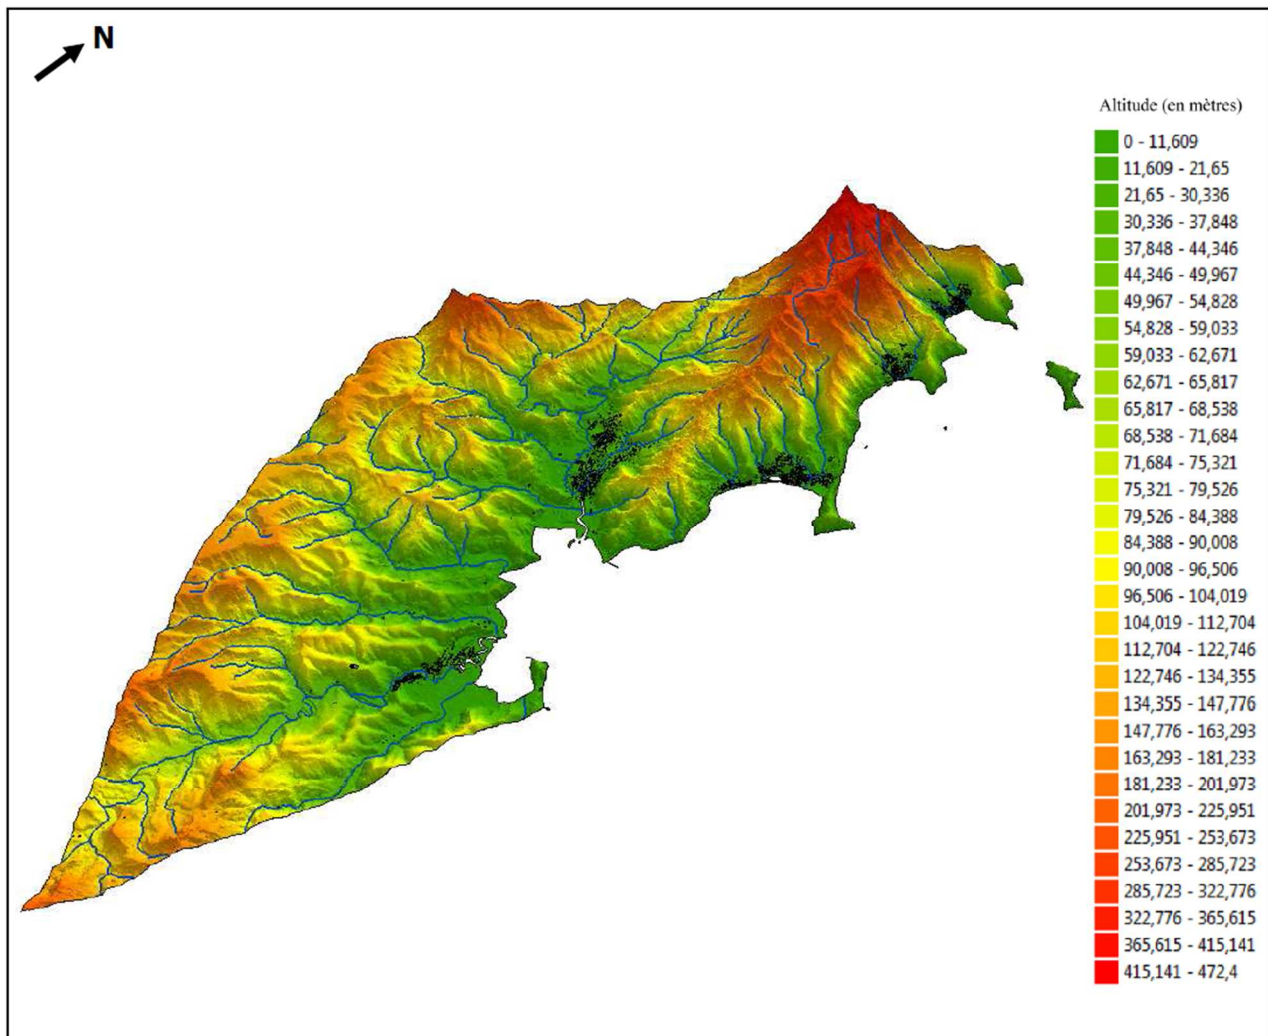 N
Altitude (en mètres)
0 - 11,609
11,609 - 21,65
21,65 - 30,336
30,336 - 37,848
37,848 - 44,346
44,346 - 49,967
49,967 - 54,828
54,828 - 59,033
59,033 - 62,671
62,671 - 65,817
65,817 - 68,538
68,538 - 71,684
71,684 - 75,321
75,321 - 79,526
79,526 - 84,388
84,388 - 90,008
90,008 - 96,506
96,506 - 104,019
104,019 - 112,704
112,704 - 122,746
122,746 - 134,355
134,355 - 147,776
147,776 - 163,293
163,293 - 181,233
181,233 - 201,973
201,973 - 225,951
225,951 - 253,673
253,673 - 285,723
285,723 - 322,776
322,776 - 365,615
365,615 - 415,141
415,141 - 472,4